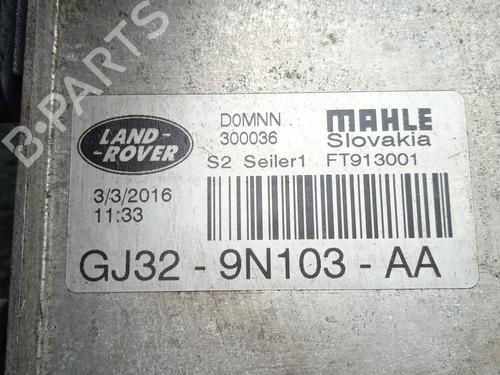 LAND-
-ROVER
D0MNN
300036
MAHLE
Slovakia
S2 Seiler1 FT913001
3/3/2016
11:33
GJ32 - 9N103 - AA
B-PARTS